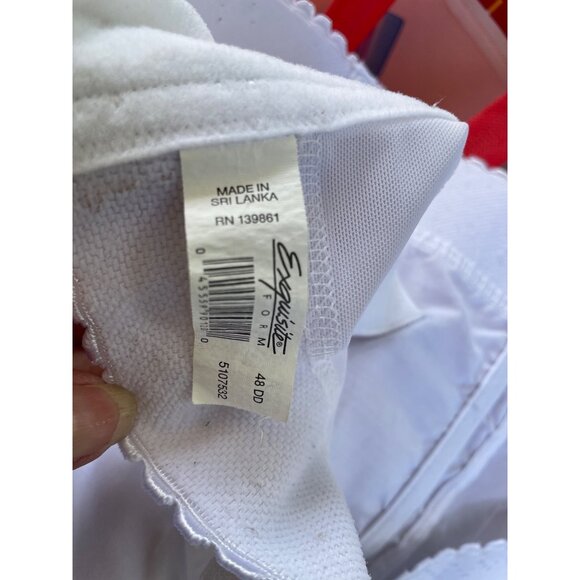 MADE IN
SRI LANKA
RN 139861
Exquisite®
FORM
48 DD
5107532